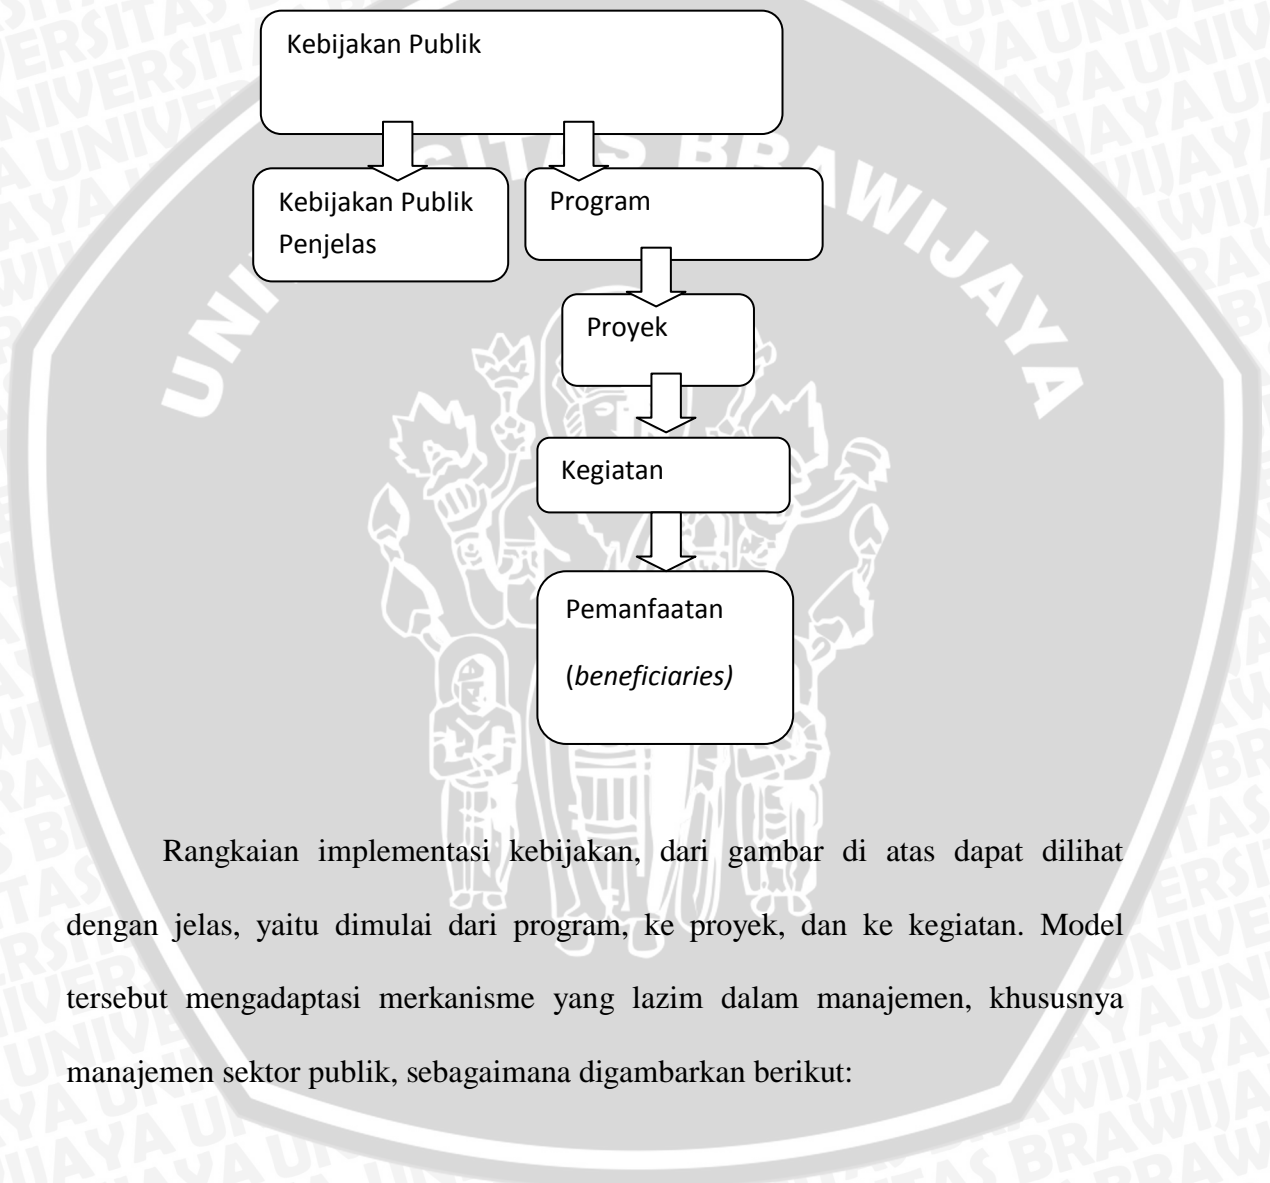 Kebijakan Publik
Kebijakan Publik
Penjelas
Program
Proyek
Kegiatan
Pemanfaatan
(beneficiaries)
Rangkaian implementasi kebijakan, dari gambar di atas dapat dilihat
dengan jelas, yaitu dimulai dari program, ke proyek, dan ke kegiatan. Model
tersebut mengadaptasi merkanisme yang lazim dalam manajemen, khususnya
manajemen sektor publik, sebagaimana digambarkan berikut: